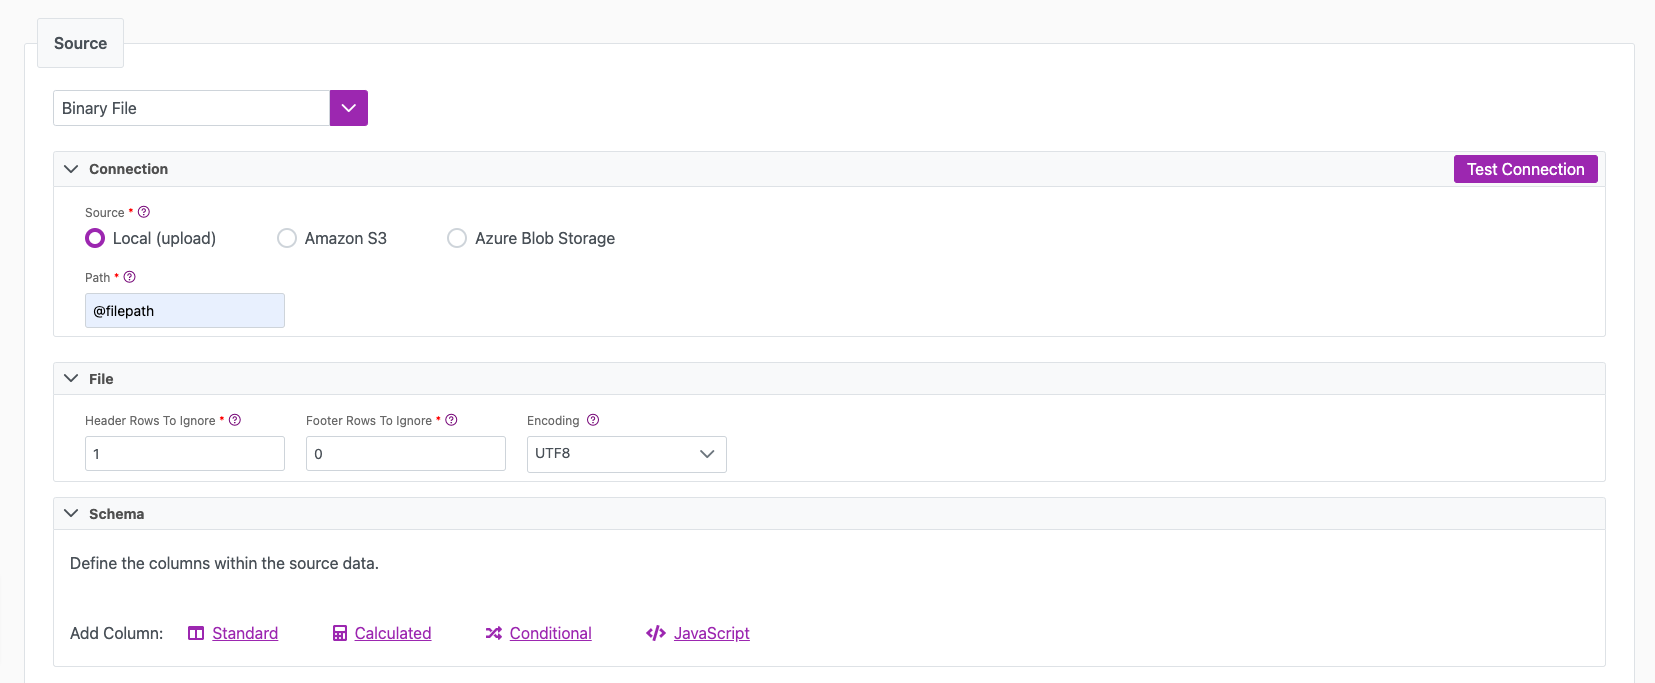 Source
Binary File
Connection
Test Connection
Source *
Local (upload) Amazon S3 Azure Blob Storage
Path *
@filepath
File
Header Rows To Ignore * Footer Rows To Ignore * Encoding
1 0 UTF8
Schema
Define the columns within the source data.
Add Column: Standard Calculated Conditional JavaScript